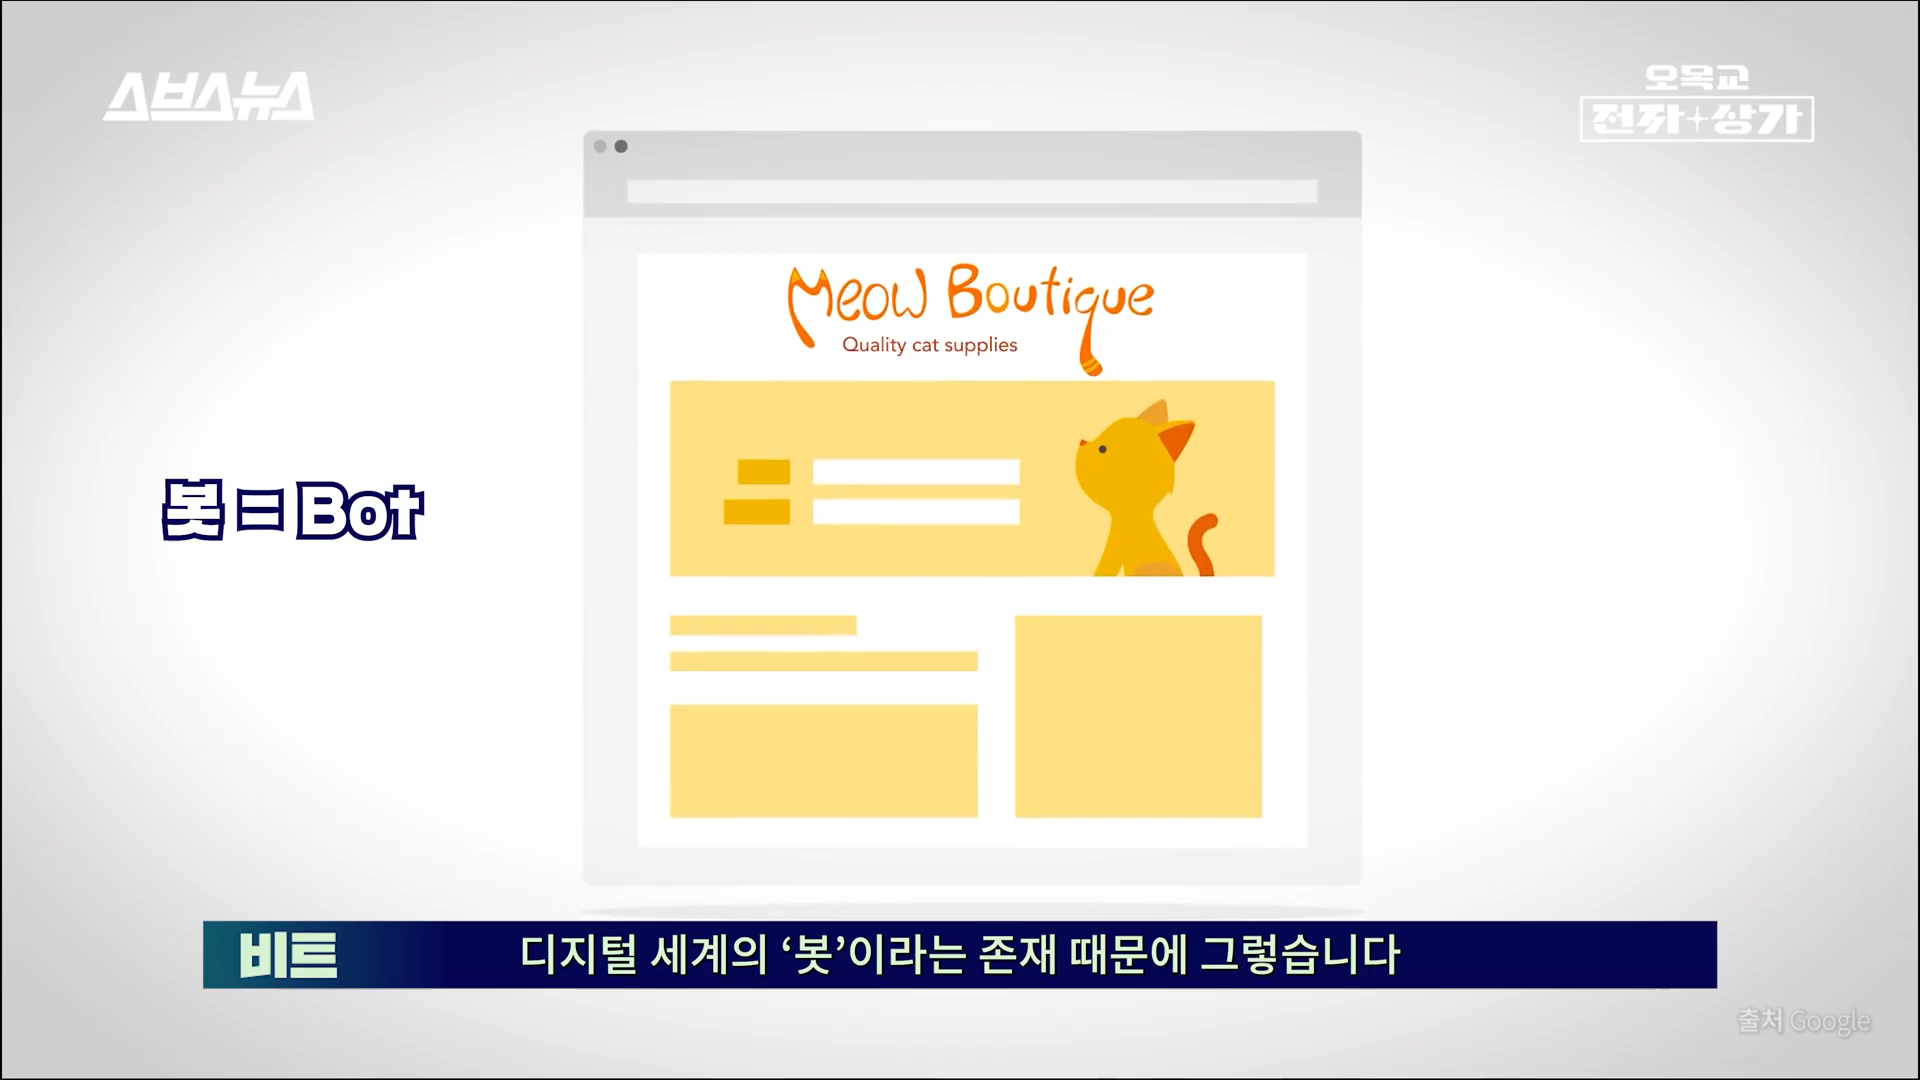 스브스뉴스
오목교
전자+상가
Meow Boutique
Quality cat supplies
봇 = Bot
비트
디지털 세계의 ‘봇’이라는 존재 때문에 그렇습니다
출처 Google